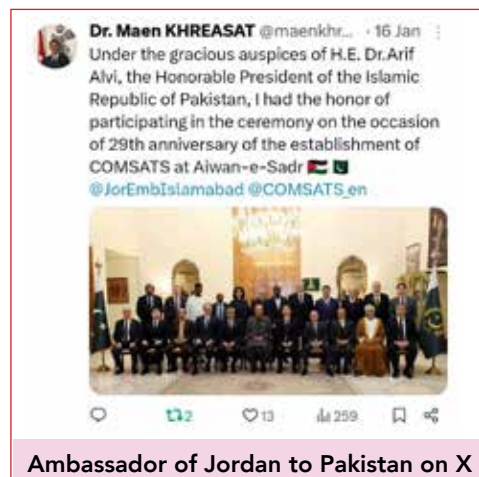 Dr. Maen KHREASAT @maenkhr... · 16 Jan
Under the gracious auspices of H.E. Dr.Arif
Alvi, the Honorable President of the Islamic
Republic of Pakistan, I had the honor of
participating in the ceremony on the occasion
of 29th anniversary of the establishment of
COMSATS at Aiwan-e-Sadr 🇯🇴 🇵🇰
@JorEmbIslamabad @COMSATS_en
2 13 259
Ambassador of Jordan to Pakistan on X